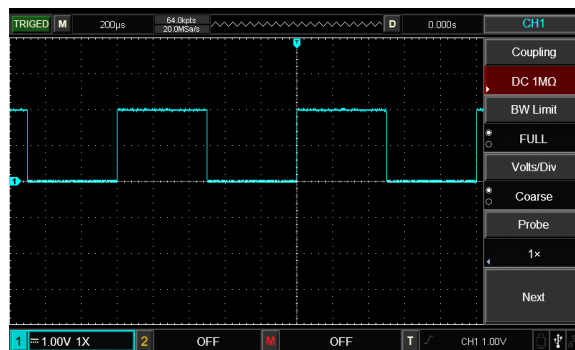 TRIGED M 200μs 64.0kpts D 0.000s CH1
20.0MSa/s
T
Coupling
DC 1MΩ
BW Limit
FULL
Volts/Div
Coarse
Probe
1×
Next
1
1 1.00V 1X 2 OFF M OFF T CH1 1.00V